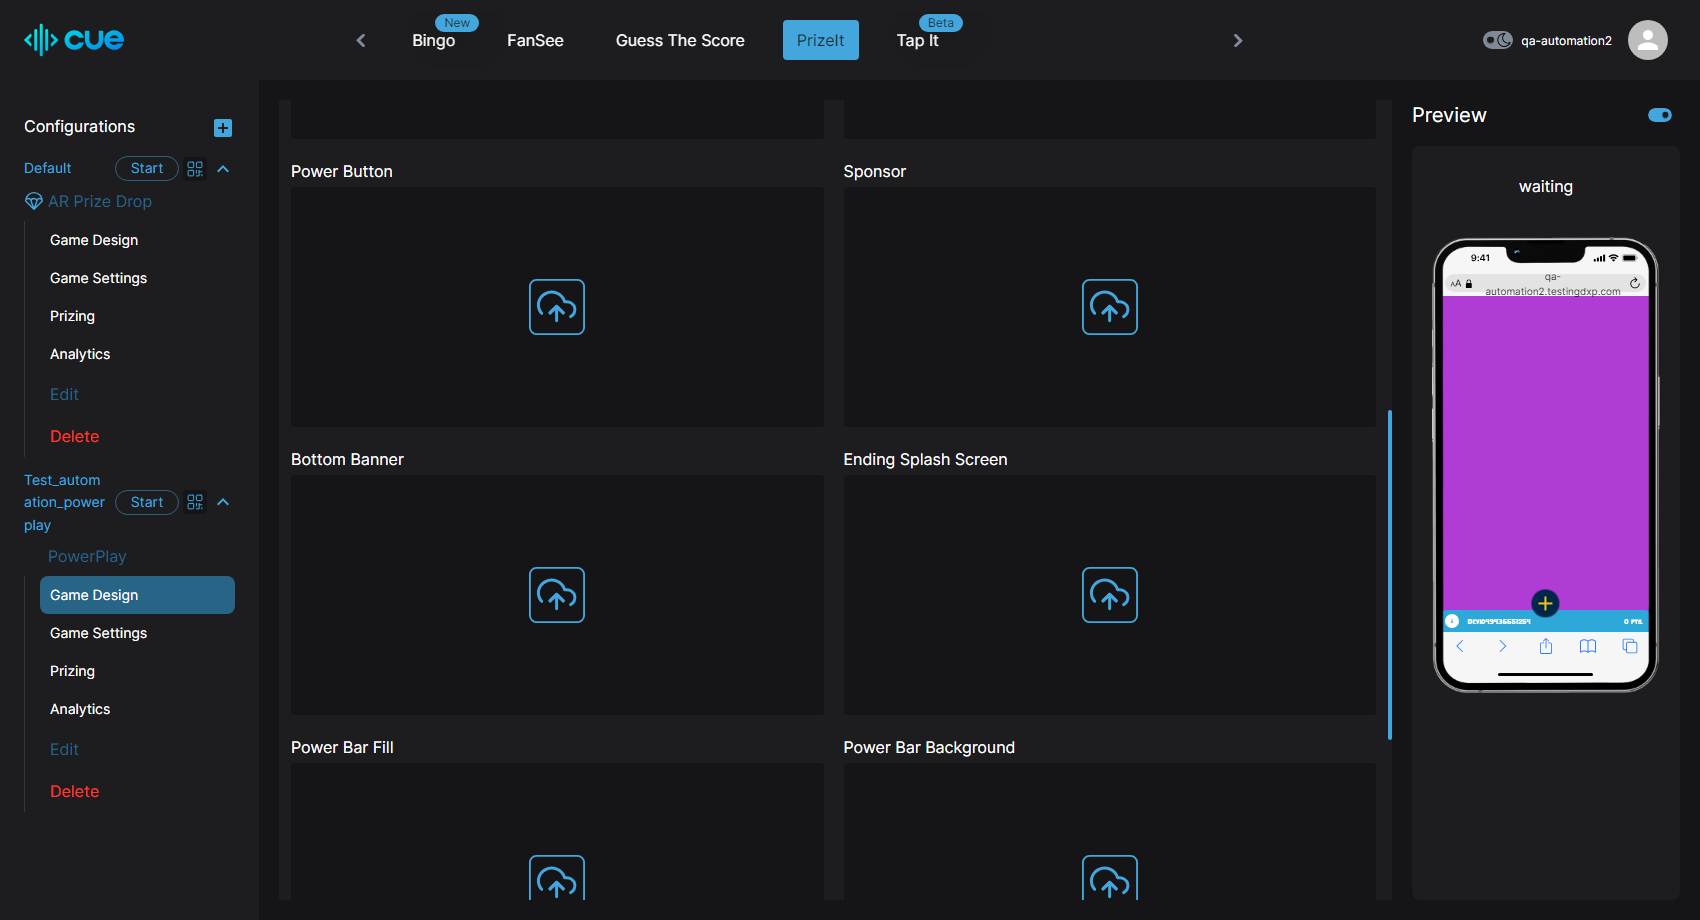 cue
Bingo
New
FanSee
Guess The Score
PrizeIt
Tap It
Beta
qa-automation2
Configurations
Default
Start
AR Prize Drop
Game Design
Game Settings
Prizing
Analytics
Edit
Delete
Test_autom
ation_power
play
Start
PowerPlay
Game Design
Game Settings
Prizing
Analytics
Edit
Delete
Power Button
Sponsor
Bottom Banner
Ending Splash Screen
Power Bar Fill
Power Bar Background
Preview
waiting
9:41
AA
qa-
automation2.testingdxp.com
0 PTS.